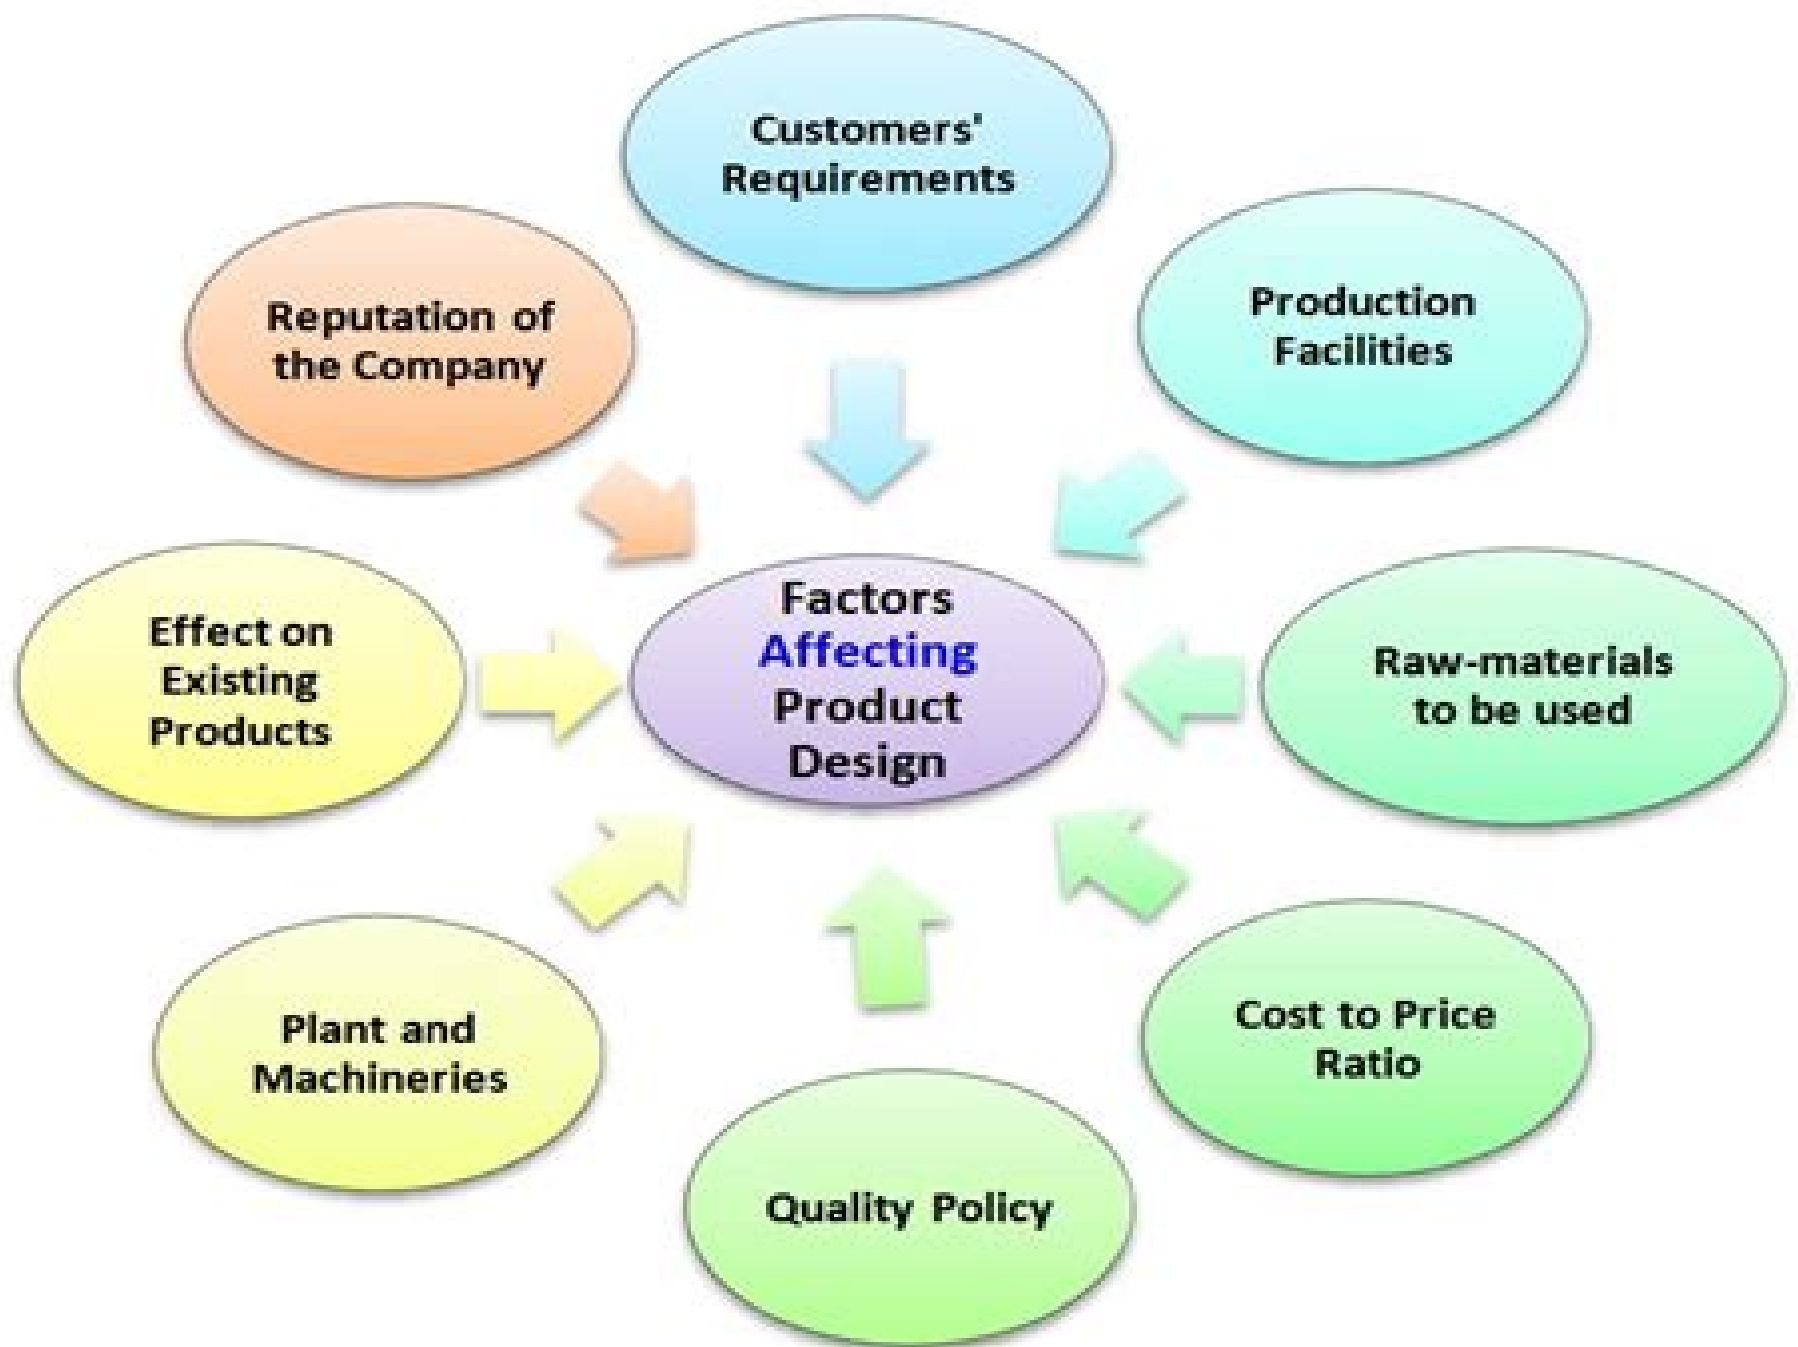 Customers'
Requirements
Production
Facilities
Raw-materials
to be used
Cost to Price
Ratio
Quality Policy
Plant and
Machineries
Effect on
Existing
Products
Reputation of
the Company
Factors
Affecting
Product
Design